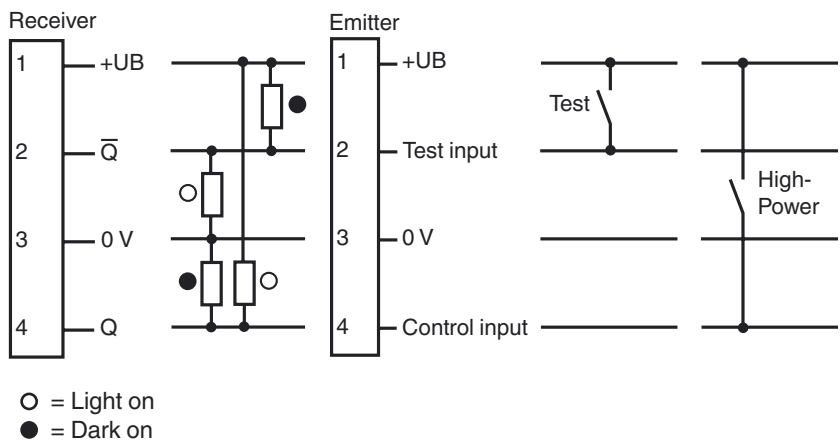 Receiver
1 +UB
2 Q̅
3 0 V
4 Q
Emitter
1 +UB
2 Test input
3 0 V
4 Control input
Test
High-
Power
= Light on
= Dark on